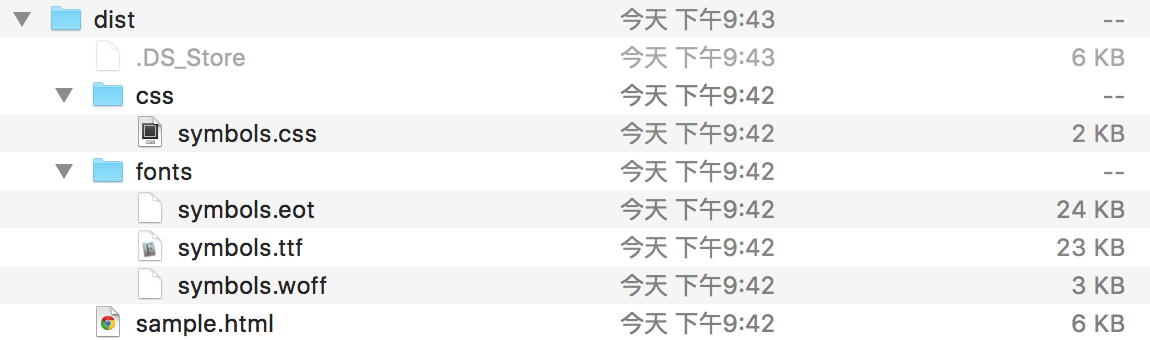 dist 今天 下午9:43 --
.DS_Store 今天 下午9:43 6 KB
css 今天 下午9:42 --
symbols.css 今天 下午9:42 2 KB
fonts 今天 下午9:42 --
symbols.eot 今天 下午9:42 24 KB
symbols.ttf 今天 下午9:42 23 KB
symbols.woff 今天 下午9:42 3 KB
sample.html 今天 下午9:42 6 KB